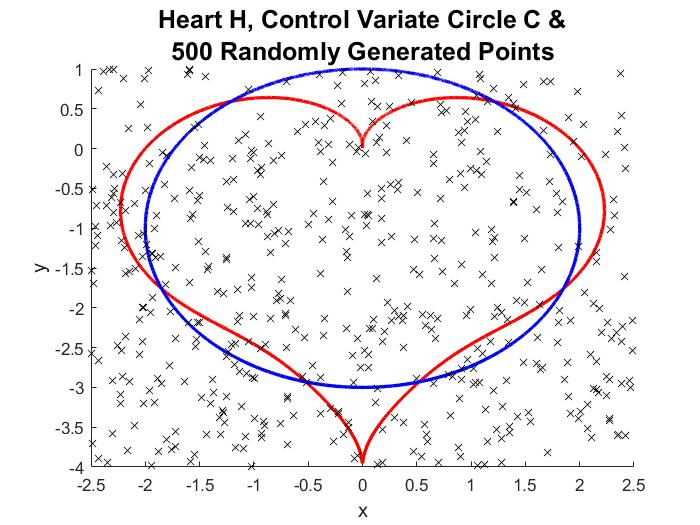 Heart H, Control Variate Circle C &
500 Randomly Generated Points
1
0.5
0
-0.5
-1
-1.5
-2
-2.5
-3
-3.5
-4
y
-2.5 -2 -1.5 -1 -0.5 0 0.5 1 1.5 2 2.5
x